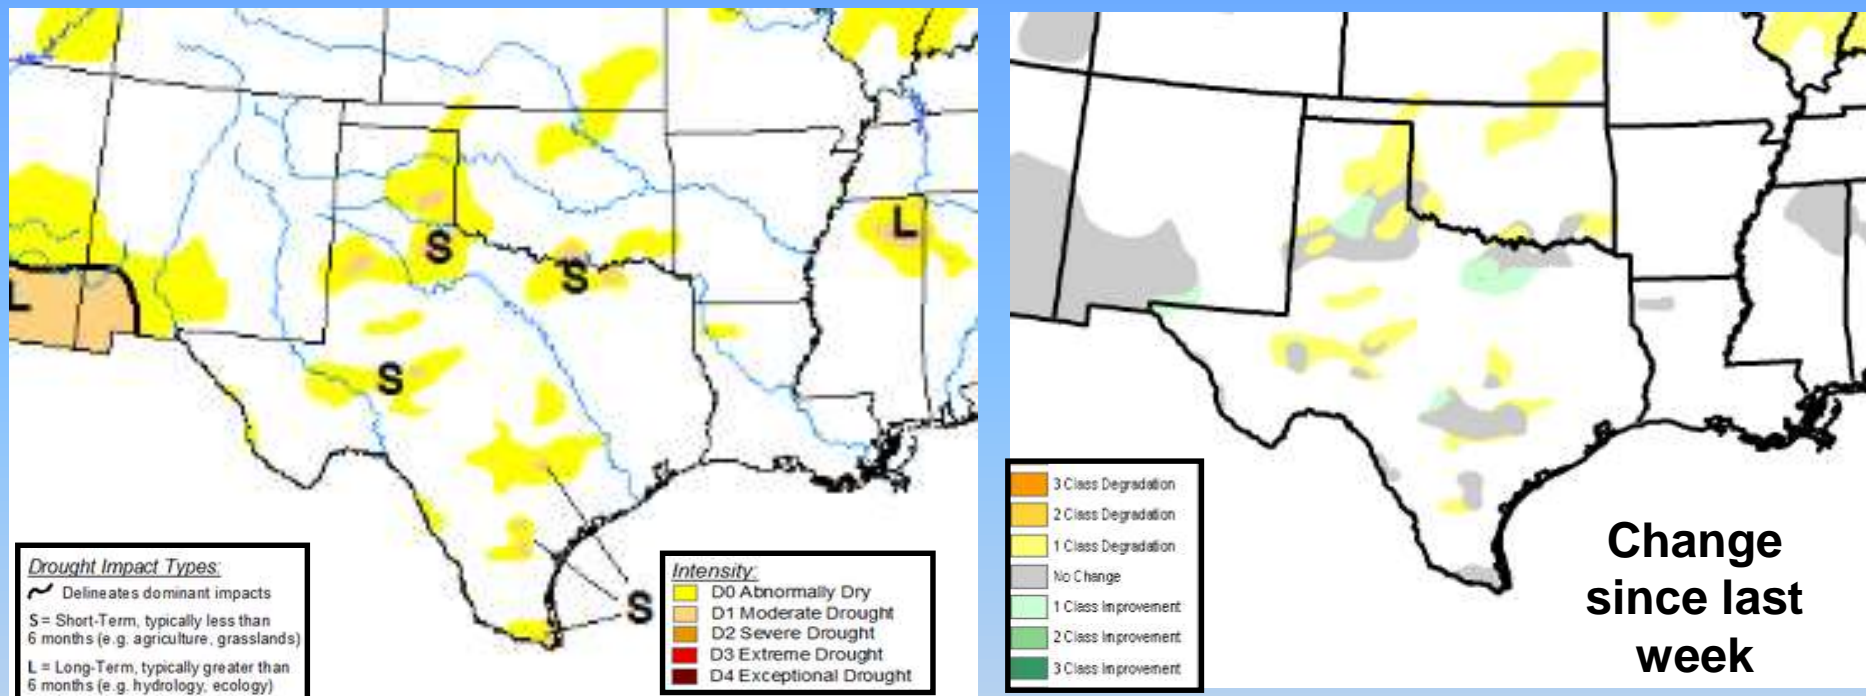 S
L
S
S
L
S
Drought Impact Types:
Delineates dominant impacts
S = Short-Term, typically less than
6 months (e.g. agriculture, grasslands)
L = Long-Term, typically greater than
6 months (e.g. hydrology, ecology)
Intensity:
D0 Abnormally Dry
D1 Moderate Drought
D2 Severe Drought
D3 Extreme Drought
D4 Exceptional Drought
3 Class Degradation
2 Class Degradation
1 Class Degradation
No Change
1 Class Improvement
2 Class Improvement
3 Class Improvement
Change
since last
week